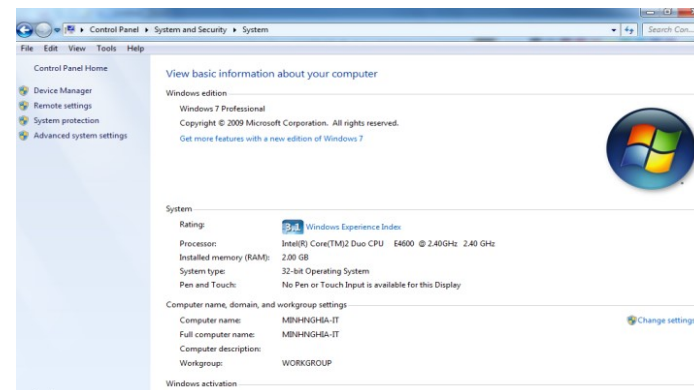 Control Panel ▸ System and Security ▸ System
Search Con...
File Edit View Tools Help
Control Panel Home
Device Manager
Remote settings
System protection
Advanced system settings
View basic information about your computer
Windows edition
Windows 7 Professional
Copyright © 2009 Microsoft Corporation. All rights reserved.
Get more features with a new edition of Windows 7
System
Rating:
Windows Experience Index
Processor: Intel(R) Core(TM)2 Duo CPU E4600 @ 2.40GHz 2.40 GHz
Installed memory (RAM): 2.00 GB
System type: 32-bit Operating System
Pen and Touch: No Pen or Touch Input is available for this Display
Computer name, domain, and workgroup settings
Computer name: MINHNGHIA-IT
Change settings
Full computer name: MINHNGHIA-IT
Computer description:
Workgroup: WORKGROUP
Windows activation